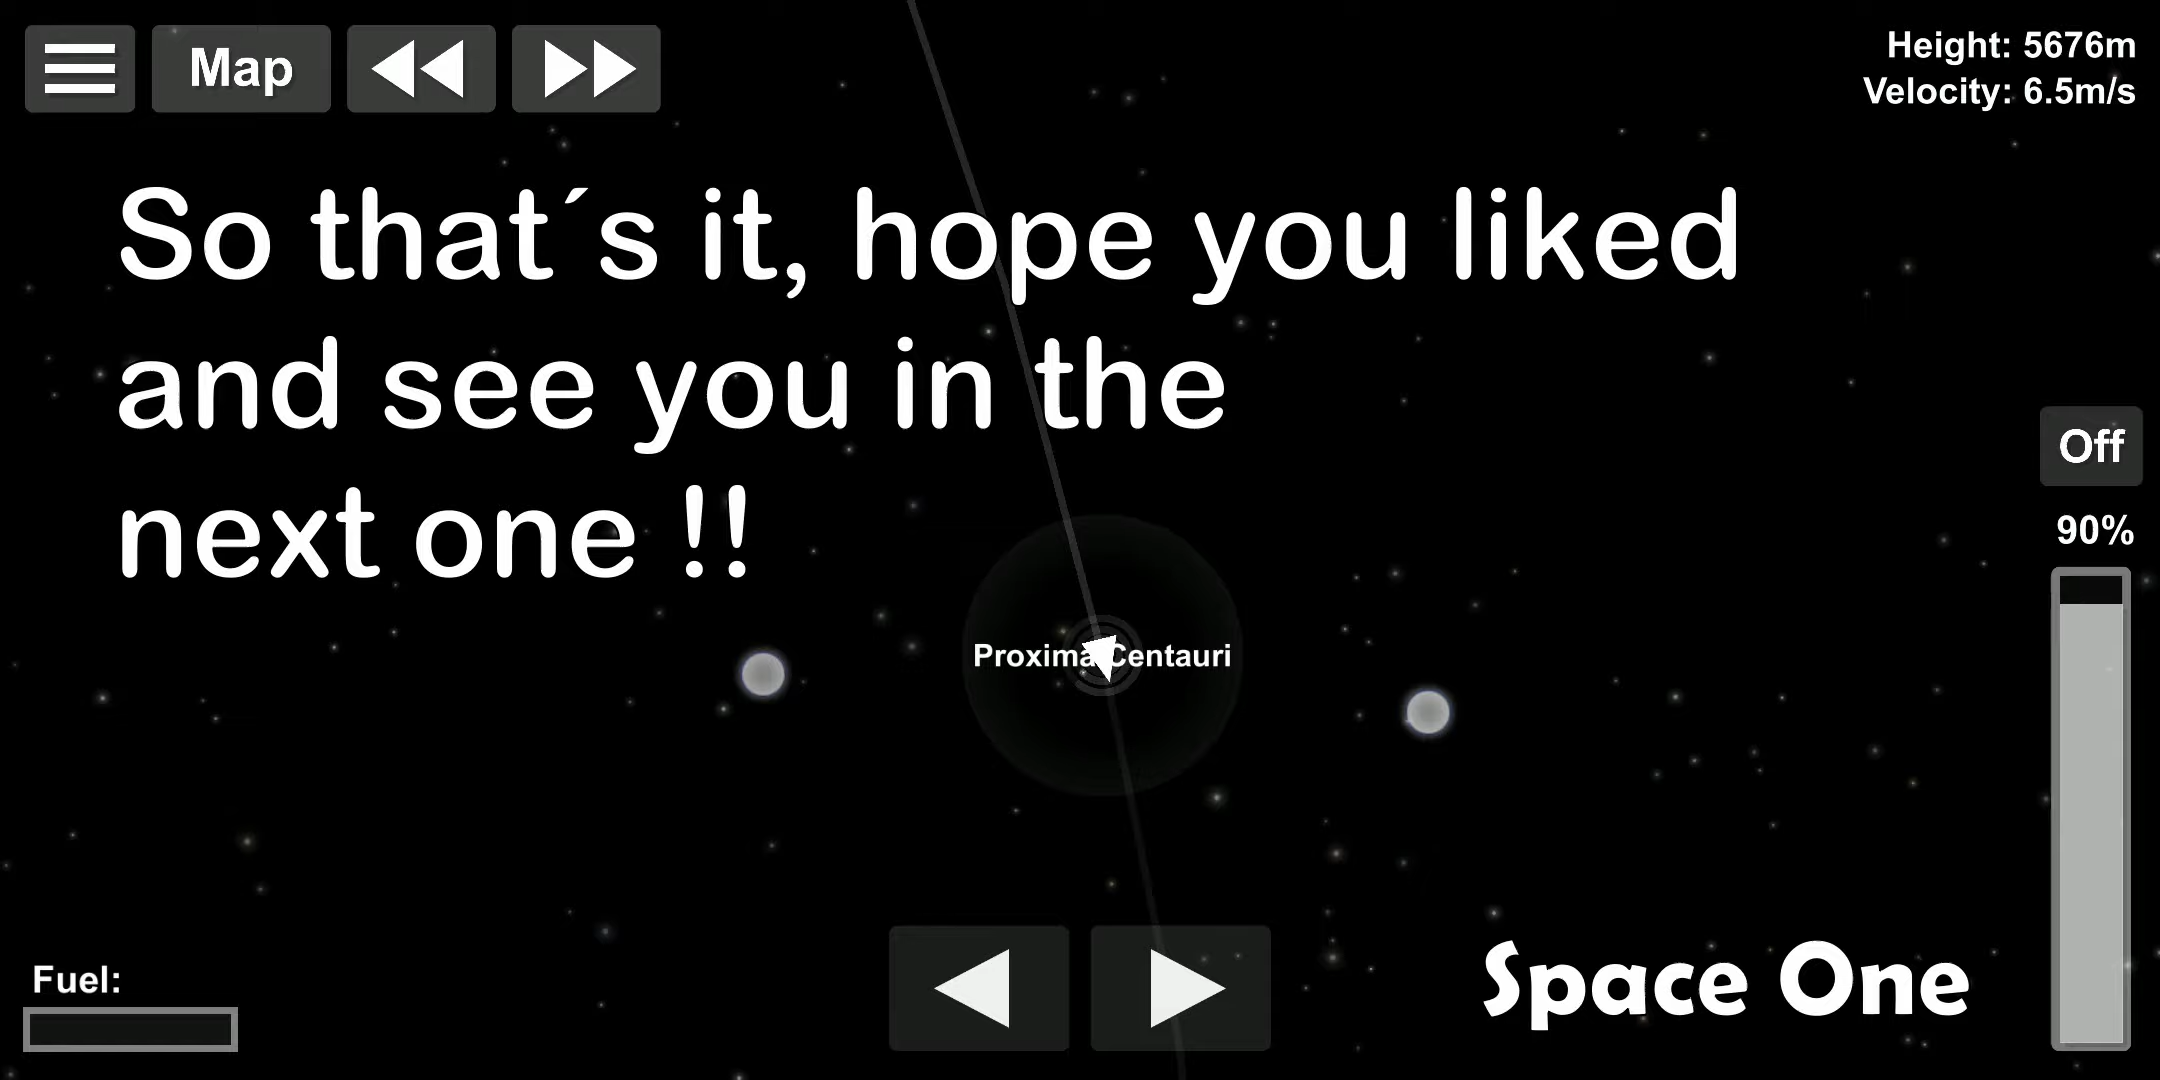 Map
Height: 5676m
Velocity: 6.5m/s
So that´s it, hope you liked
and see you in the
next one !!
Off
90%
Proxima Centauri
Fuel:
Space One